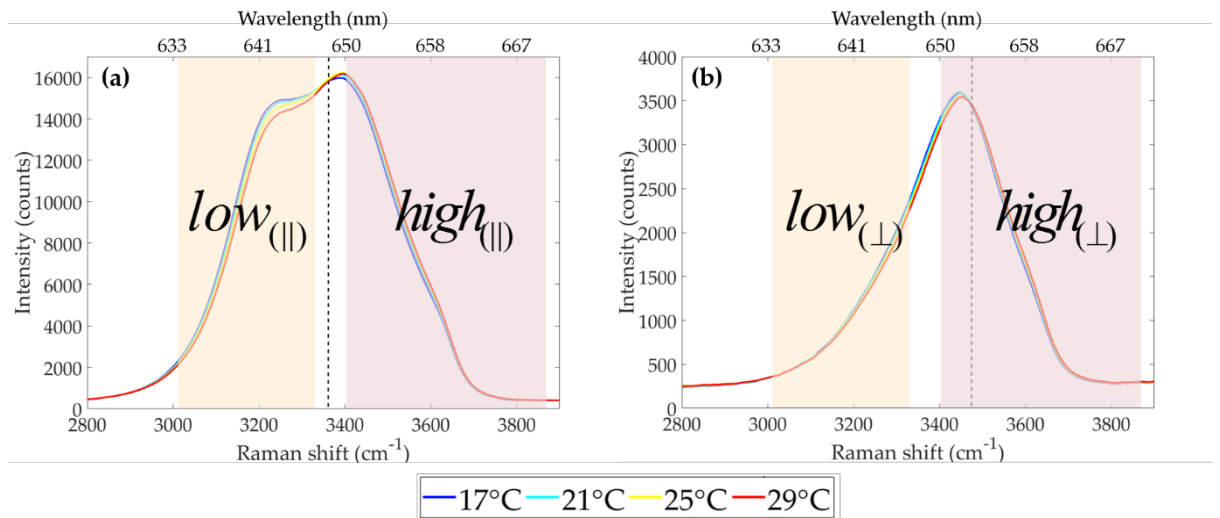 Wavelength (nm)
633 641 650 658 667
(a)
16000
14000
12000
10000
8000
6000
4000
2000
0
Intensity (counts)
low(||)
high(||)
2800 3000 3200 3400 3600 3800
Raman shift (cm⁻¹)
Wavelength (nm)
633 641 650 658 667
(b)
4000
3500
3000
2500
2000
1500
1000
500
0
Intensity (counts)
low(⊥)
high(⊥)
2800 3000 3200 3400 3600 3800
Raman shift (cm⁻¹)
17°C 21°C 25°C 29°C